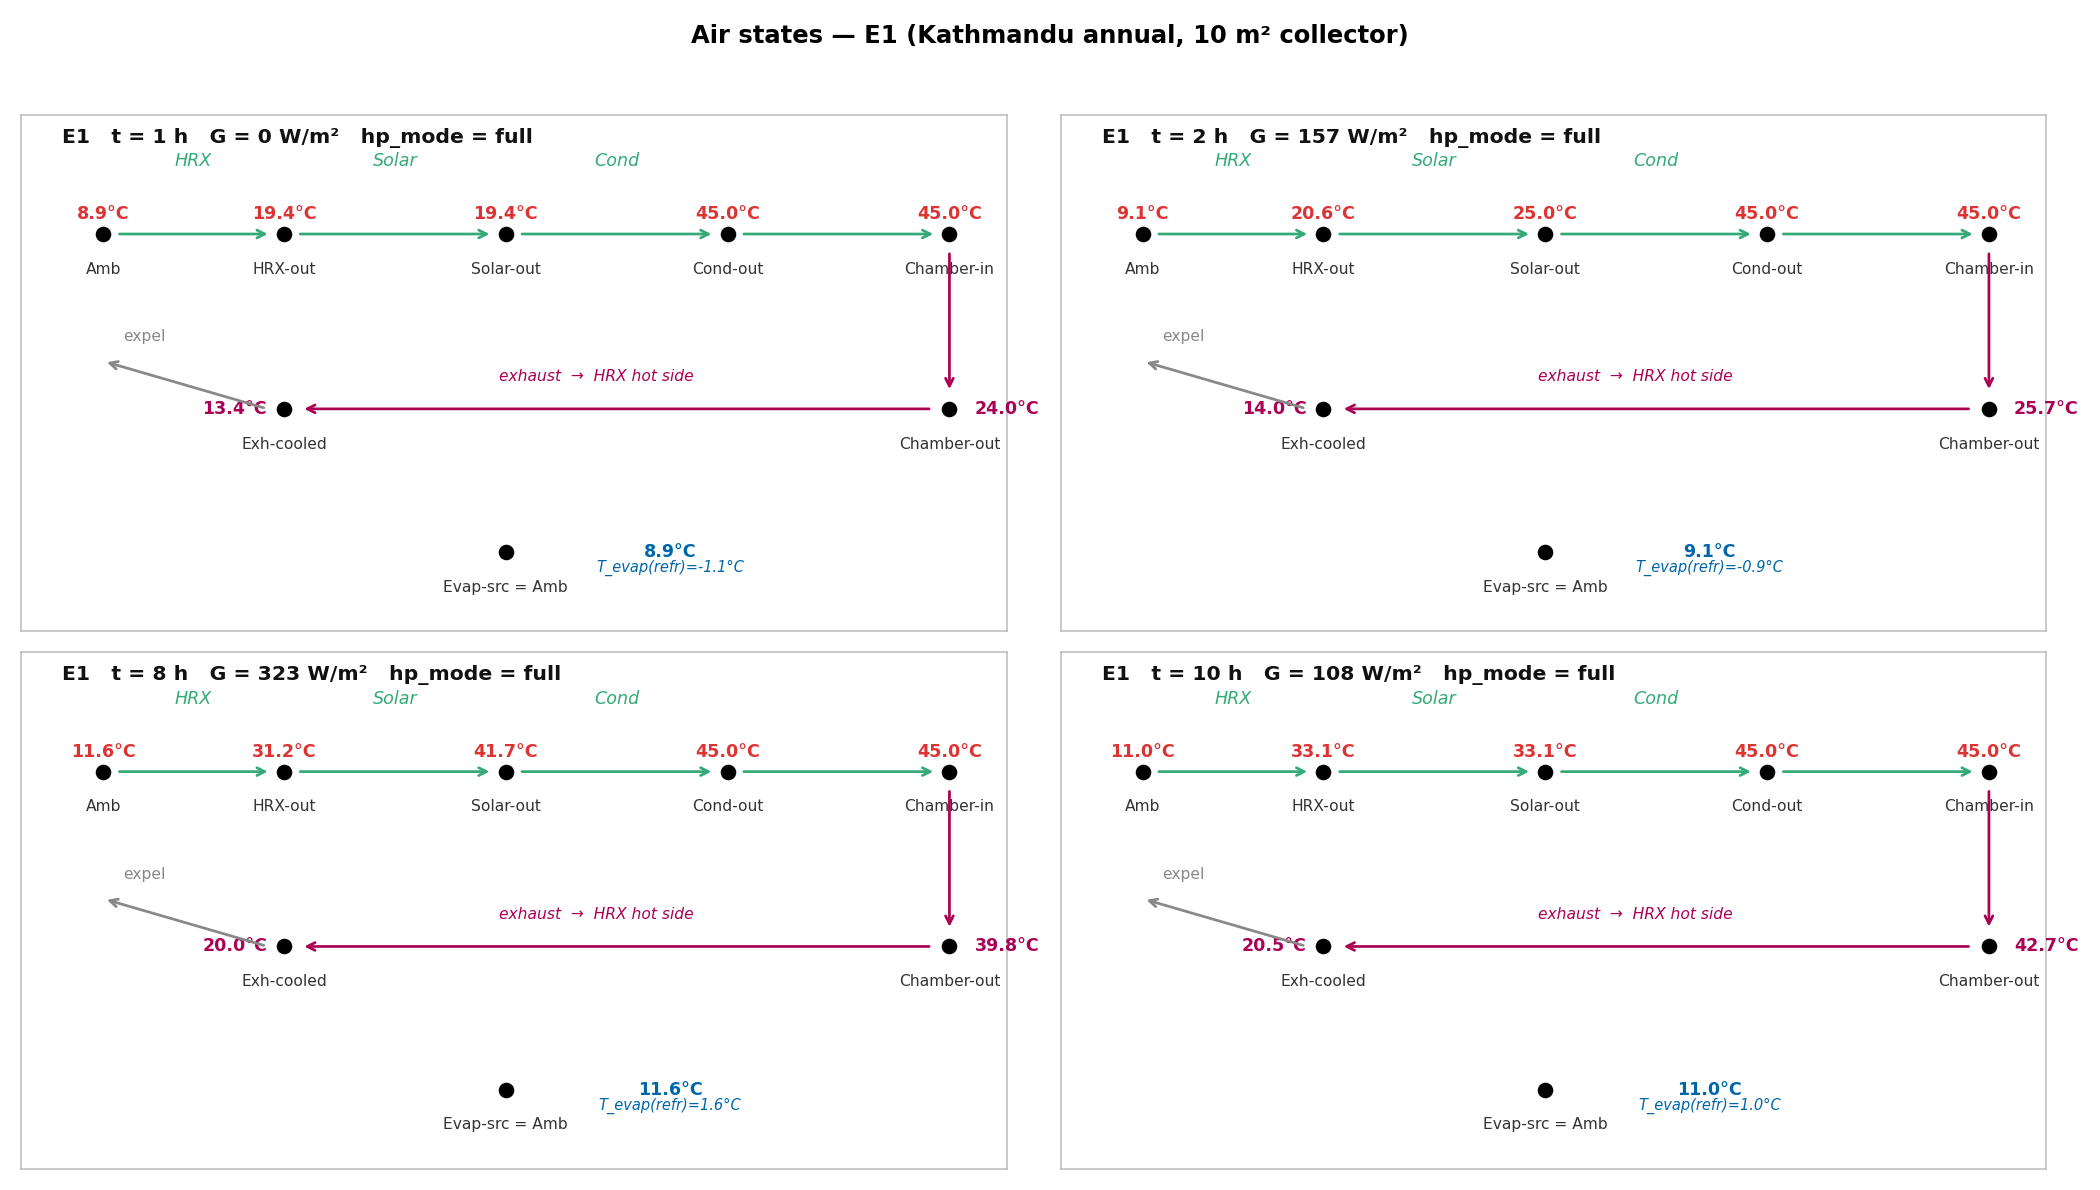 Air states — E1 (Kathmandu annual, 10 m² collector)
E1   t = 1 h   G = 0 W/m²   hp_mode = full
HRX   Solar   Cond
8.9°C   19.4°C   19.4°C   45.0°C   45.0°C
Amb   HRX-out   Solar-out   Cond-out   Chamber-in
expel
exhaust → HRX hot side
13.4°C   24.0°C
Exh-cooled   Chamber-out
8.9°C
T_evap(refr)=-1.1°C
Evap-src = Amb
E1   t = 2 h   G = 157 W/m²   hp_mode = full
HRX   Solar   Cond
9.1°C   20.6°C   25.0°C   45.0°C   45.0°C
Amb   HRX-out   Solar-out   Cond-out   Chamber-in
expel
exhaust → HRX hot side
14.0°C   25.7°C
Exh-cooled   Chamber-out
9.1°C
T_evap(refr)=-0.9°C
Evap-src = Amb
E1   t = 8 h   G = 323 W/m²   hp_mode = full
HRX   Solar   Cond
11.6°C   31.2°C   41.7°C   45.0°C   45.0°C
Amb   HRX-out   Solar-out   Cond-out   Chamber-in
expel
exhaust → HRX hot side
20.0°C   39.8°C
Exh-cooled   Chamber-out
11.6°C
T_evap(refr)=1.6°C
Evap-src = Amb
E1   t = 10 h   G = 108 W/m²   hp_mode = full
HRX   Solar   Cond
11.0°C   33.1°C   33.1°C   45.0°C   45.0°C
Amb   HRX-out   Solar-out   Cond-out   Chamber-in
expel
exhaust → HRX hot side
20.5°C   42.7°C
Exh-cooled   Chamber-out
11.0°C
T_evap(refr)=1.0°C
Evap-src = Amb